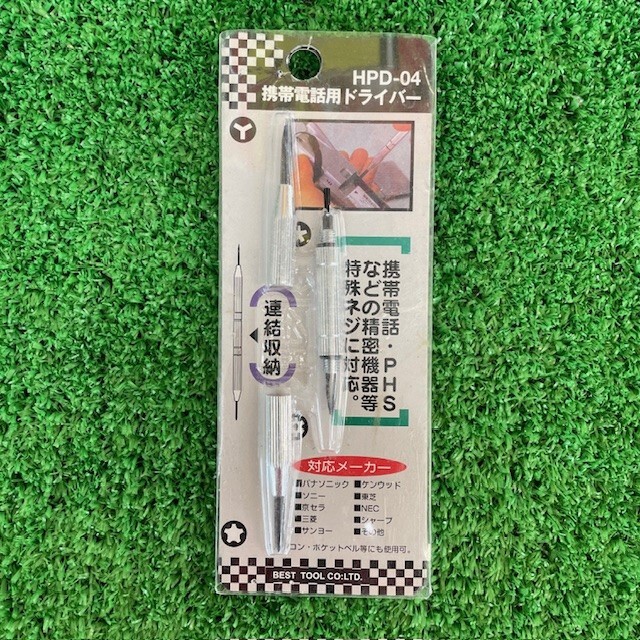 HPD-04
携帯電話用ドライバー
携帯電話・PHS
などの精密機器等
特殊ネジに対応。
連結収納
対応メーカー
パナソニック
ケンウッド
ソニー
東芝
京セラ
NEC
三菱
シャープ
サンヨー
その他
コン・ポケットベル等にも使用可。
BEST TOOL CO:LTD.